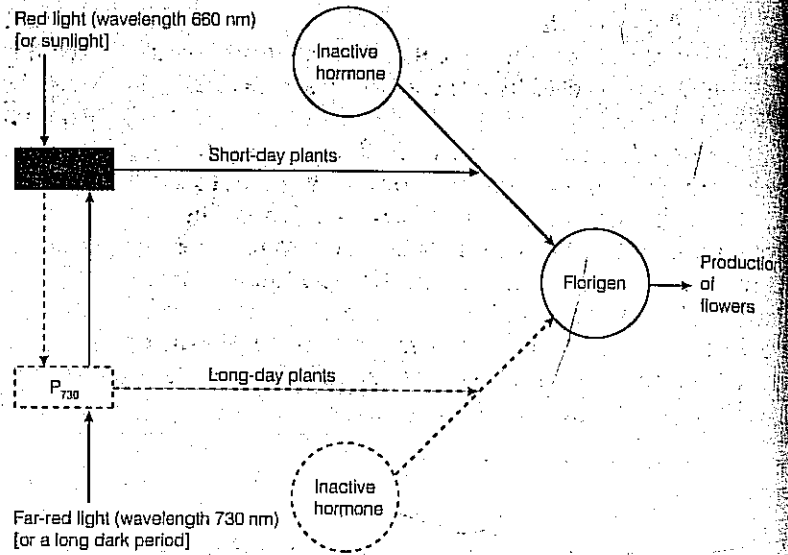 Red light (wavelength 660 nm)
[or sunlight]
Inactive
hormone
Short-day plants
Florigen
Production
of
flowers
P₇₃₀
Long-day plants
Inactive
hormone
Far-red light (wavelength 730 nm)
[or a long dark period]